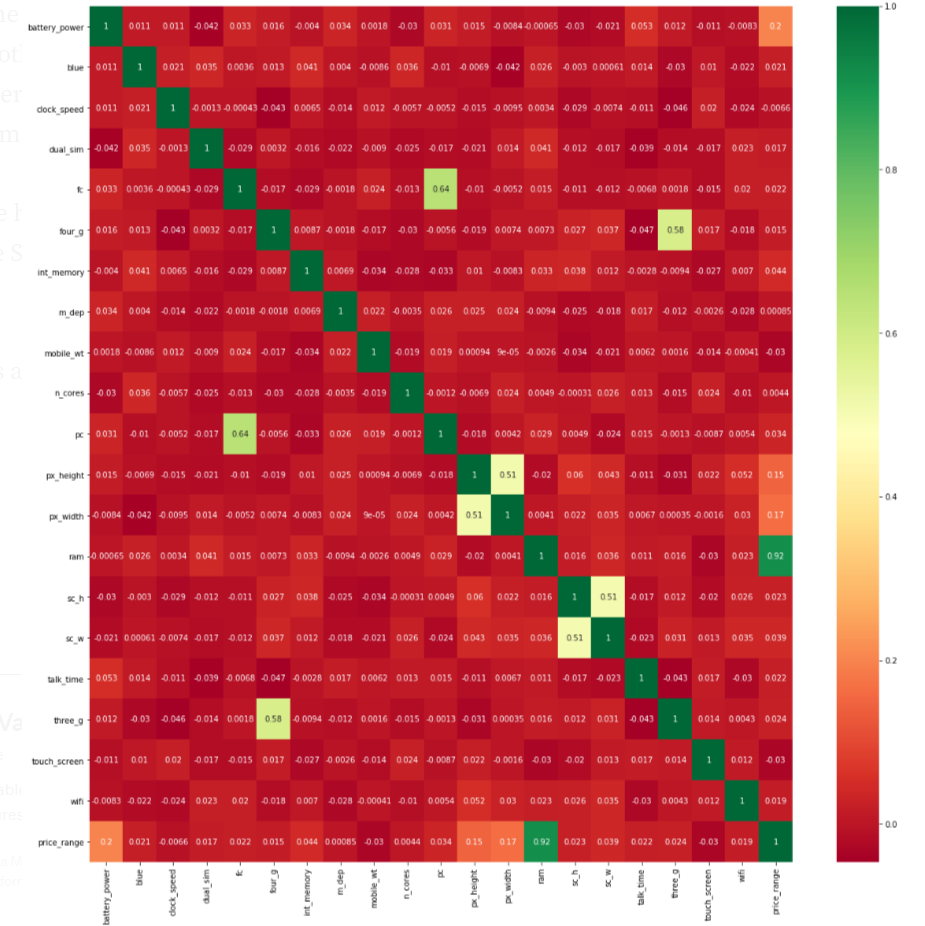 battery_power 1 0.011 0.011 -0.042 0.033 0.016 -0.004 0.034 0.0018 -0.03 0.031 0.015 -0.0084 -0.00065 -0.03 -0.021 0.053 0.012 -0.011 -0.0083 0.2
blue 0.011 1 0.021 0.035 0.0036 0.013 0.041 0.004 -0.0086 0.036 -0.01 -0.0069 -0.042 0.026 -0.003 0.00061 0.014 -0.03 0.01 -0.022 0.021
clock_speed 0.011 0.021 1 -0.0013 -0.00043 -0.043 0.0065 -0.014 0.012 -0.0057 -0.0052 -0.015 -0.0095 0.0034 -0.029 -0.0074 -0.011 -0.046 0.02 -0.024 -0.0066
dual_sim -0.042 0.035 -0.0013 1 -0.029 0.0032 -0.016 -0.022 -0.009 -0.025 -0.017 -0.021 0.014 0.041 -0.012 -0.017 -0.039 -0.014 -0.017 0.023 0.017
fc 0.033 0.0036 -0.00043 -0.029 1 -0.017 -0.029 -0.0018 0.024 -0.013 0.64 -0.01 -0.0052 0.015 -0.011 -0.012 -0.0068 0.0018 -0.015 0.02 0.022
four_g 0.016 0.013 -0.043 0.0032 -0.017 1 0.0087 -0.0018 -0.017 -0.03 -0.0056 -0.019 0.0074 0.0073 0.027 0.037 -0.047 0.58 0.017 -0.018 0.015
int_memory -0.004 0.041 0.0065 -0.016 -0.029 0.0087 1 0.0069 -0.034 -0.028 -0.033 0.01 -0.0083 0.033 0.038 0.012 -0.0028 -0.0094 -0.027 0.007 0.044
m_dep 0.034 0.004 -0.014 -0.022 -0.0018 -0.0018 0.0069 1 0.022 -0.0035 0.026 0.025 0.024 -0.0094 -0.025 -0.018 0.017 -0.012 -0.0026 -0.028 0.00085
mobile_wt 0.0018 -0.0086 0.012 -0.009 0.024 -0.017 -0.034 0.022 1 -0.019 0.019 0.00094 9e-05 -0.0026 -0.034 -0.021 0.0062 0.0016 -0.014 -0.00041 -0.03
n_cores -0.03 0.036 -0.0057 -0.025 -0.013 -0.03 -0.028 -0.0035 -0.019 1 -0.0012 -0.0069 0.024 0.0049 -0.00031 0.026 0.013 -0.015 0.024 -0.01 0.0044
pc 0.031 -0.01 -0.0052 -0.017 0.64 -0.0056 -0.033 0.026 0.019 -0.0012 1 -0.018 0.0042 0.029 0.0049 -0.024 0.015 -0.0013 -0.0087 0.0054 0.034
px_height 0.015 -0.0069 -0.015 -0.021 -0.01 -0.019 0.01 0.025 0.00094 -0.0069 -0.018 1 0.51 -0.02 0.06 0.043 -0.011 -0.031 0.022 0.052 0.15
px_width -0.0084 -0.042 -0.0095 0.014 -0.0052 0.0074 -0.0083 0.024 9e-05 0.024 0.0042 0.51 1 0.0041 0.022 0.035 0.0067 0.00035 -0.0016 0.03 0.17
ram -0.00065 0.026 0.0034 0.041 0.015 0.0073 0.033 -0.0094 -0.0026 0.0049 0.029 -0.02 0.0041 1 0.016 0.036 0.011 0.016 -0.03 0.023 0.92
sc_h -0.03 -0.003 -0.029 -0.012 -0.011 0.027 0.038 -0.025 -0.034 -0.00031 0.0049 0.06 0.022 0.016 1 0.51 -0.017 0.012 -0.02 0.026 0.023
sc_w -0.021 0.00061 -0.0074 -0.017 -0.012 0.037 0.012 -0.018 -0.021 0.026 -0.024 0.043 0.035 0.036 0.51 1 -0.023 0.031 0.013 0.035 0.039
talk_time 0.053 0.014 -0.011 -0.039 -0.0068 -0.047 -0.0028 0.017 0.0062 0.013 0.015 -0.011 0.0067 0.011 -0.017 -0.023 1 -0.043 0.017 -0.03 0.022
three_g 0.012 -0.03 -0.046 -0.014 0.0018 0.58 -0.0094 -0.012 0.0016 -0.015 -0.0013 -0.031 0.00035 0.016 0.012 0.031 -0.043 1 0.014 0.0043 0.024
touch_screen -0.011 0.01 0.02 -0.017 -0.015 0.017 -0.027 -0.0026 -0.014 0.024 -0.0087 0.022 -0.0016 -0.03 -0.02 0.013 0.017 0.014 1 0.012 -0.03
wifi -0.0083 -0.022 -0.024 0.023 0.02 -0.018 0.007 -0.028 -0.00041 -0.01 0.0054 0.052 0.03 0.023 0.026 0.035 -0.03 0.0043 0.012 1 0.019
price_range 0.2 0.021 -0.0066 0.017 0.022 0.015 0.044 0.00085 -0.03 0.0044 0.034 0.15 0.17 0.92 0.023 0.039 0.022 0.024 -0.03 0.019 1
battery_power blue clock_speed dual_sim fc four_g int_memory m_dep mobile_wt n_cores pc px_height px_width ram sc_h sc_w talk_time three_g touch_screen wifi price_range
1.0
0.8
0.6
0.4
0.2
0.0